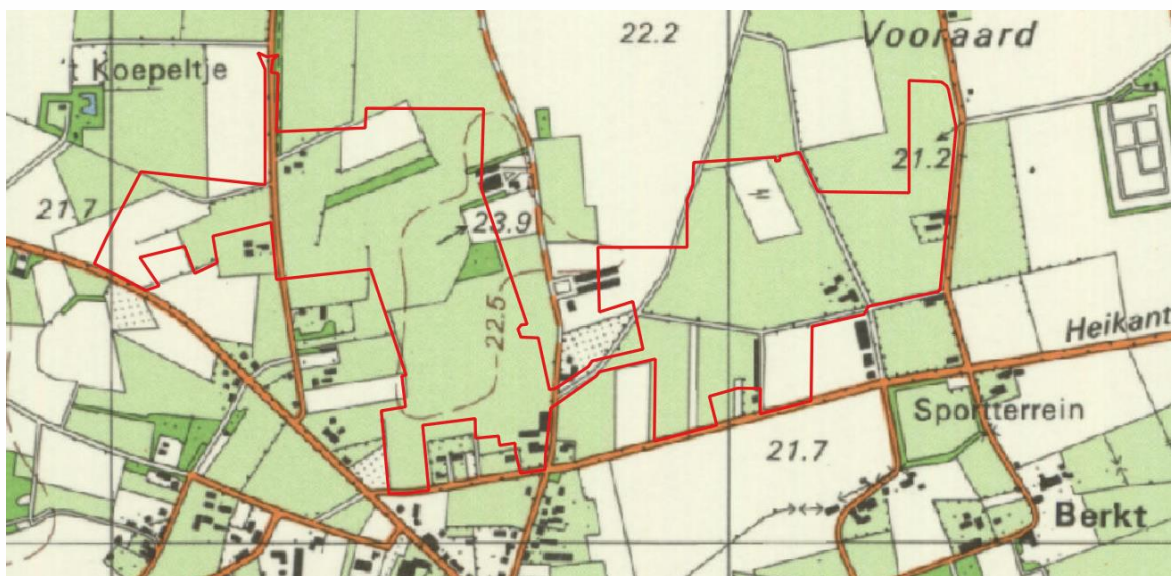 22.2
Vooraard
't Koepeltje
21.2
21.7
23.9
22.5
Heikant
Sportterrein
21.7
Berkt